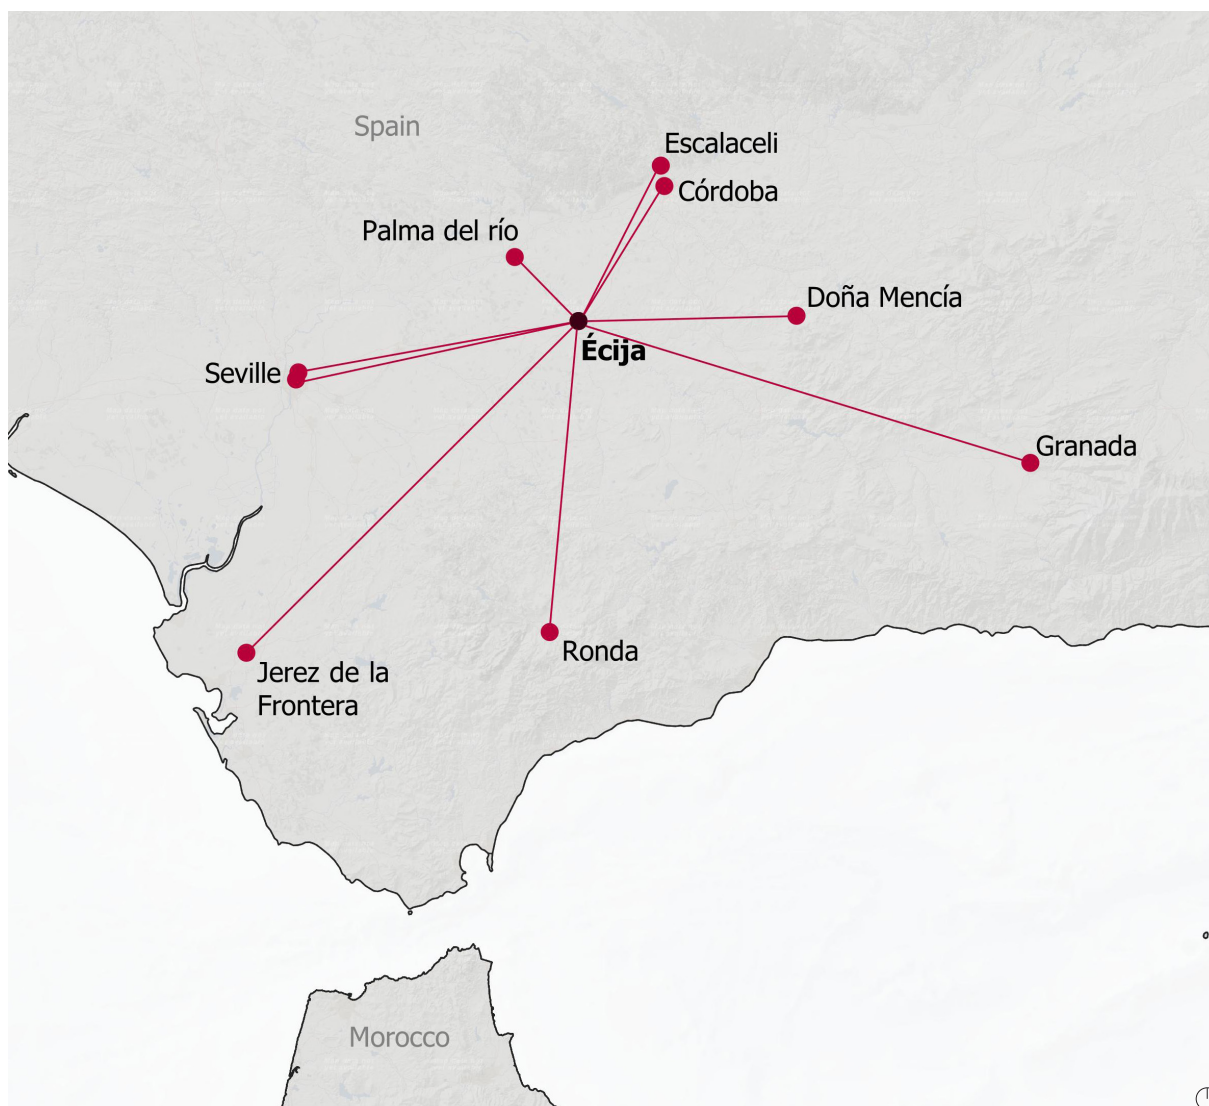 Spain
Escalaceli
Córdoba
Palma del río
Doña Mencía
Écija
Seville
Granada
Ronda
Jerez de la
Frontera
Morocco